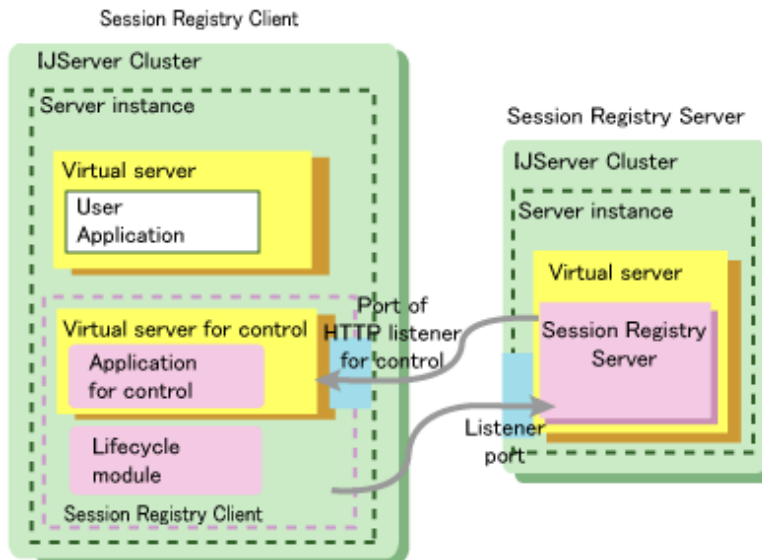 Session Registry Client
IJServer Cluster
Server instance
Virtual server
User
Application
Port of
HTTP listener
for control
Virtual server for control
Application
for control
Lifecycle
module
Session Registry Client
Session Registry Server
IJServer Cluster
Server instance
Virtual server
Session Registry
Server
Listener
port